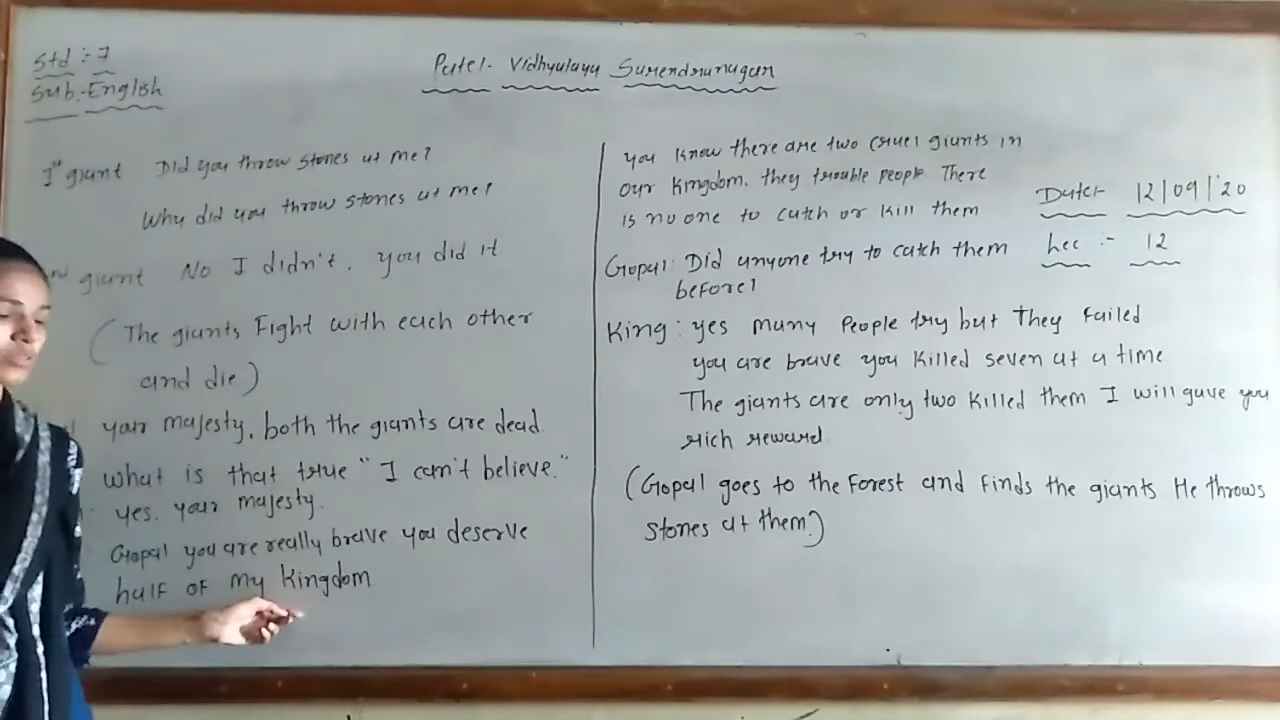 Std :- 7
Sub:- English
Patel- Vidhyalaya Surendranagar
1st giant Did you throw stones at me?
Why did you throw stones at me?
nd giant No I didn't. you did it
(The giants Fight with each other
and die)
your majesty, both the giants are dead
What is that true "I can't believe."
yes. your majesty.
Gopal you are really brave you deserve
half of my kingdom
you know there are two cruel giants in
our kingdom. they trouble people There
is no one to catch or kill them
Gopal: Did anyone try to catch them
before?
King: yes many people try but They failed
you are brave you killed seven at a time
The giants are only two killed them I will gave you
rich reward
(Gopal goes to the forest and finds the giants He throws
stones at them.)
Date:- 12/09/'20
Lec :- 12